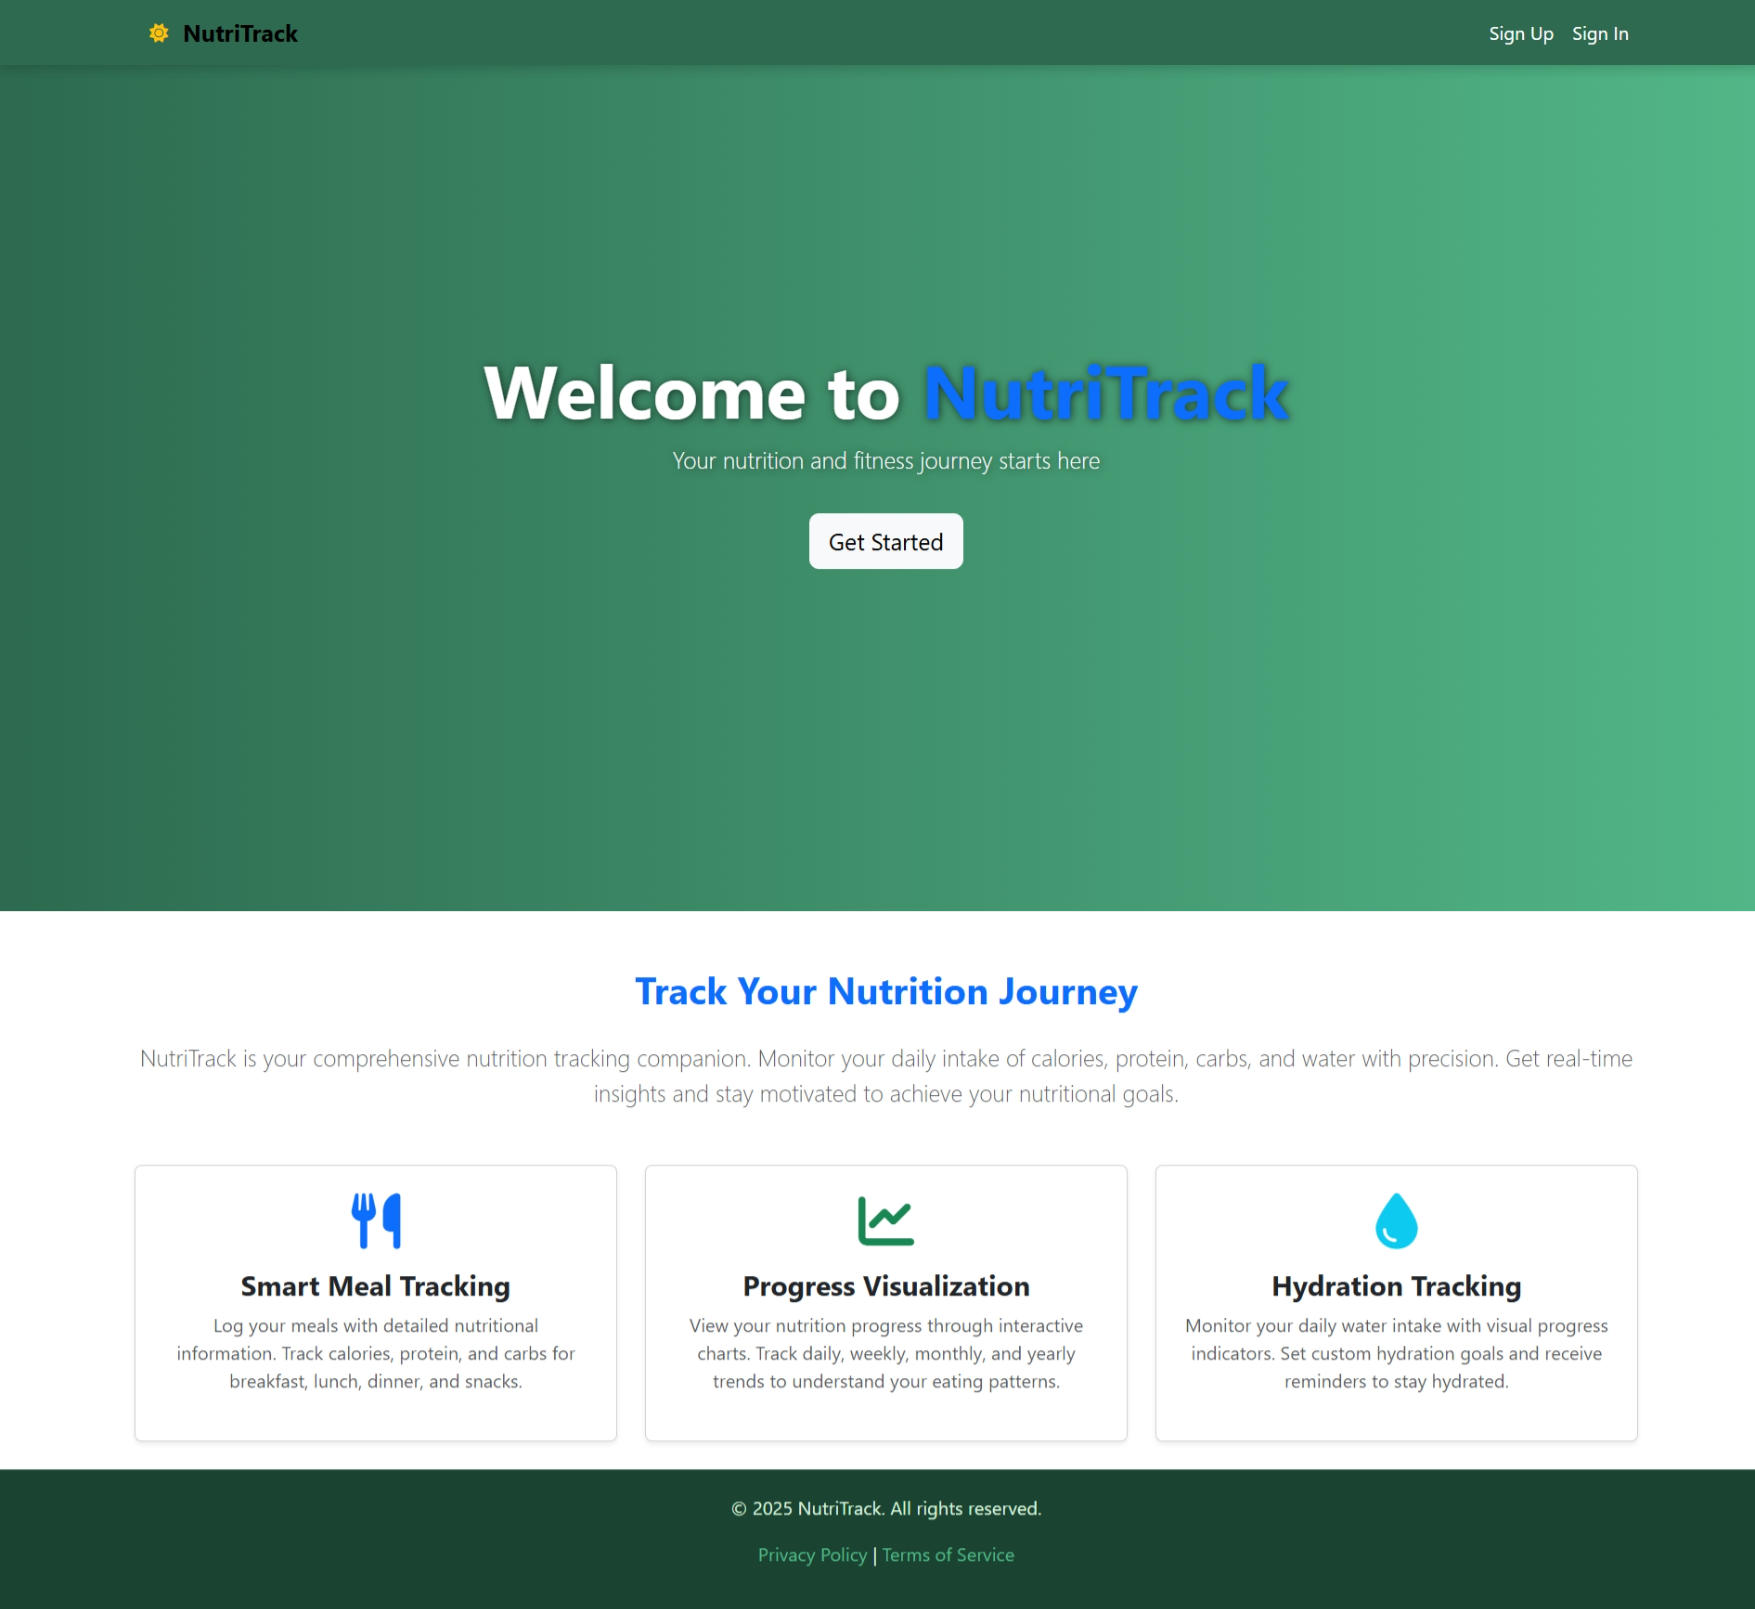 NutriTrack
Sign Up
Sign In
Welcome to NutriTrack
Your nutrition and fitness journey starts here
Get Started
Track Your Nutrition Journey
NutriTrack is your comprehensive nutrition tracking companion. Monitor your daily intake of calories, protein, carbs, and water with precision. Get real-time
insights and stay motivated to achieve your nutritional goals.
Smart Meal Tracking
Log your meals with detailed nutritional
information. Track calories, protein, and carbs for
breakfast, lunch, dinner, and snacks.
Progress Visualization
View your nutrition progress through interactive
charts. Track daily, weekly, monthly, and yearly
trends to understand your eating patterns.
Hydration Tracking
Monitor your daily water intake with visual progress
indicators. Set custom hydration goals and receive
reminders to stay hydrated.
© 2025 NutriTrack. All rights reserved.
Privacy Policy | Terms of Service